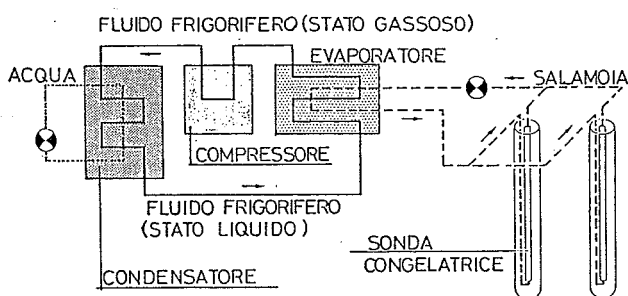 FLUIDO FRIGORIFERO (STATO GASSOSO)
EVAPORATORE
ACQUA
SALAMOIA
COMPRESSORE
FLUIDO FRIGORIFERO
(STATO LIQUIDO)
SONDA
CONGELATRICE
CONDENSATORE